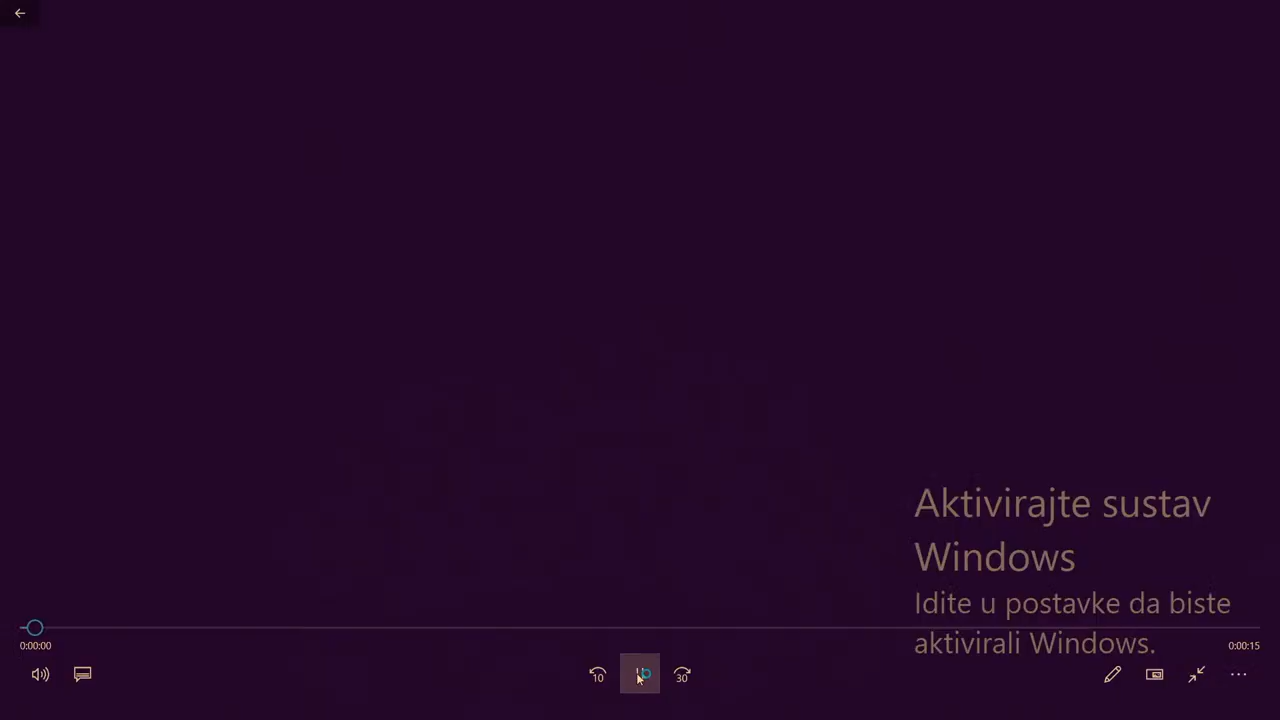 Aktivirajte sustav
Windows
Idite u postavke da biste
aktivirali Windows.
0:00:00
0:00:15
10
30